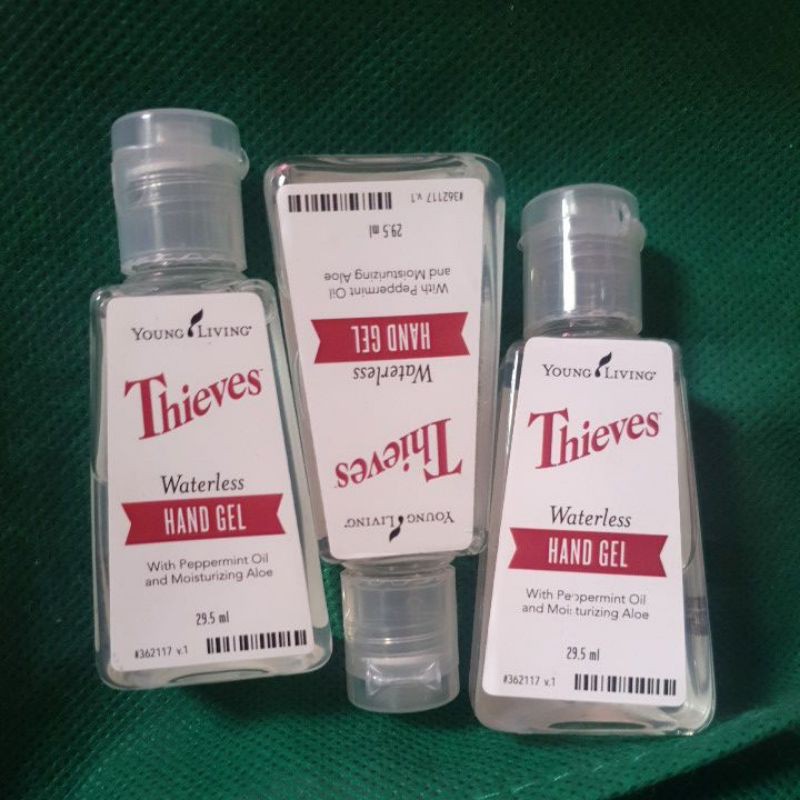 YOUNG LIVING
Thieves
Waterless
HAND GEL
With Peppermint Oil
and Moisturizing Aloe
29.5 ml
#362117 v.1
YOUNG LIVING
Thieves
Waterless
HAND GEL
With Peppermint Oil
and Moisturizing Aloe
29.5 ml
#362117 v.1
YOUNG LIVING
Thieves
Waterless
HAND GEL
With Peppermint Oil
and Moisturizing Aloe
29.5 ml
#362117 v.1